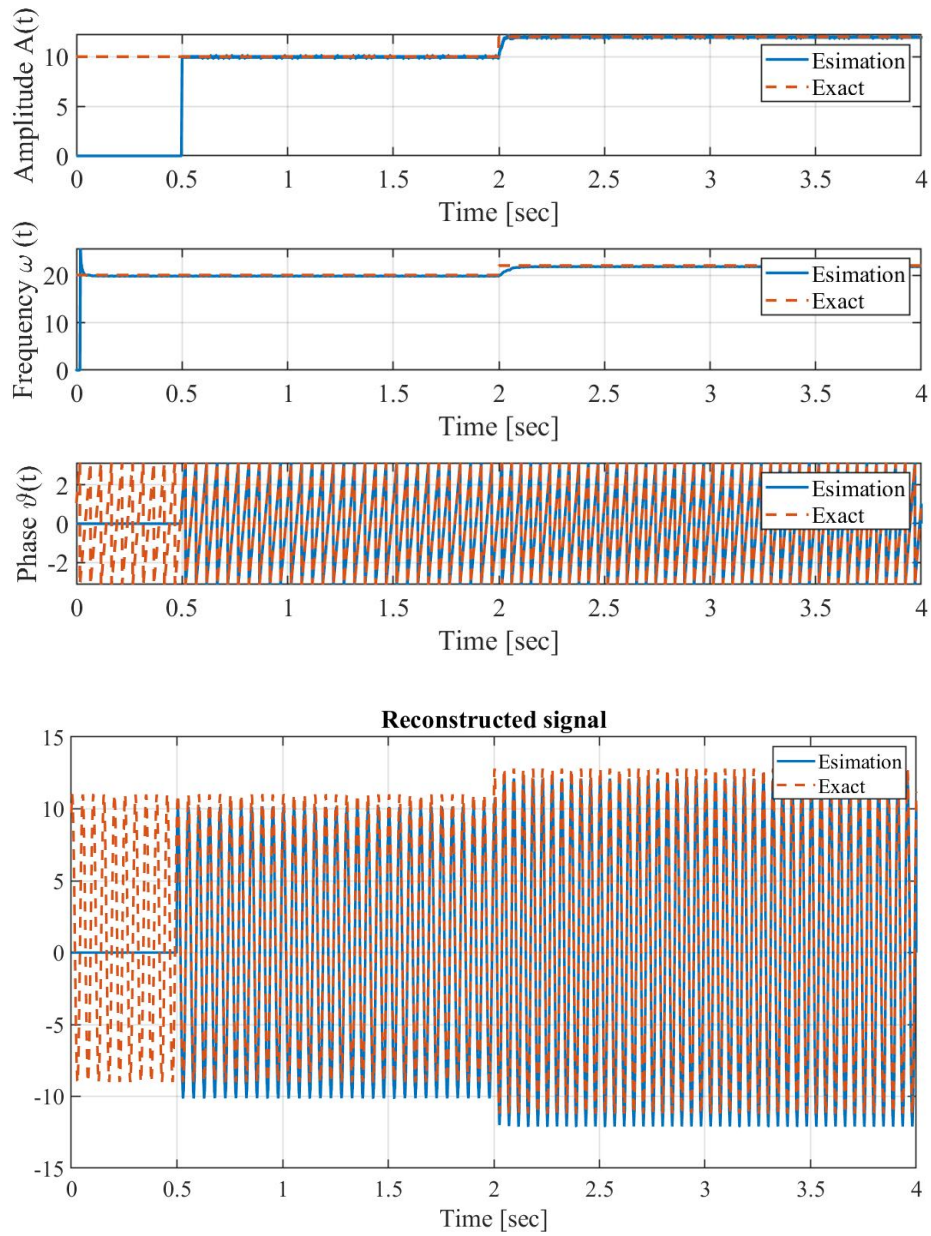 Amplitude A(t)
10
5
0
Esimation
Exact
0 0.5 1 1.5 2 2.5 3 3.5 4
Time [sec]
Frequency ω (t)
20
10
0
Esimation
Exact
0 0.5 1 1.5 2 2.5 3 3.5 4
Time [sec]
Phase ϑ(t)
2
0
-2
Esimation
Exact
0 0.5 1 1.5 2 2.5 3 3.5 4
Time [sec]
Reconstructed signal
15
10
5
0
-5
-10
-15
Esimation
Exact
0 0.5 1 1.5 2 2.5 3 3.5 4
Time [sec]